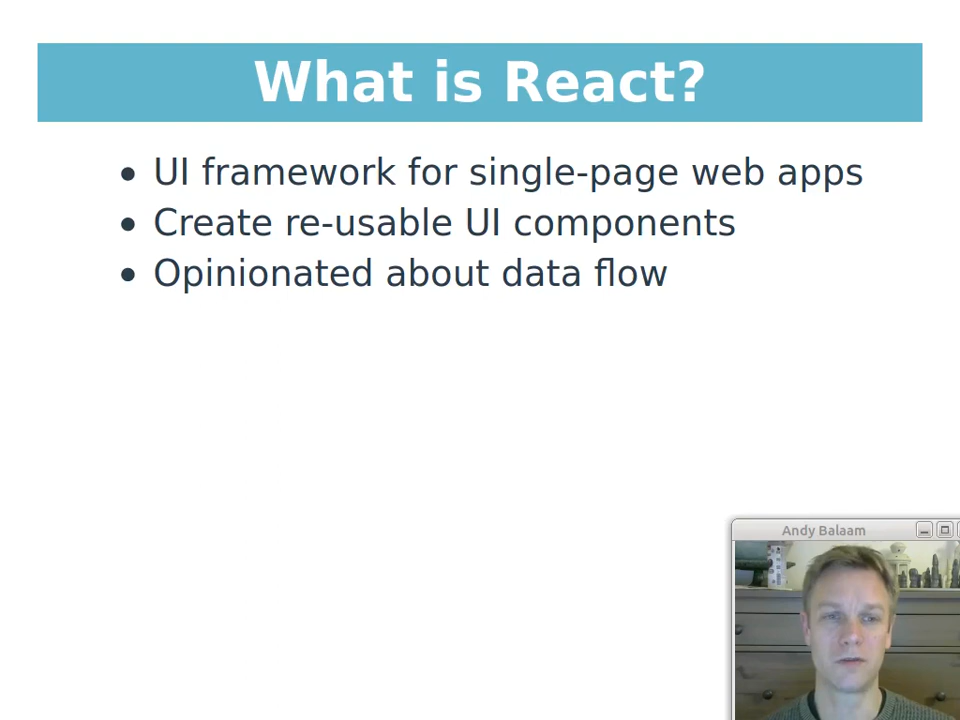 What is React?
UI framework for single-page web apps
Create re-usable UI components
Opinionated about data flow
Andy Balaam